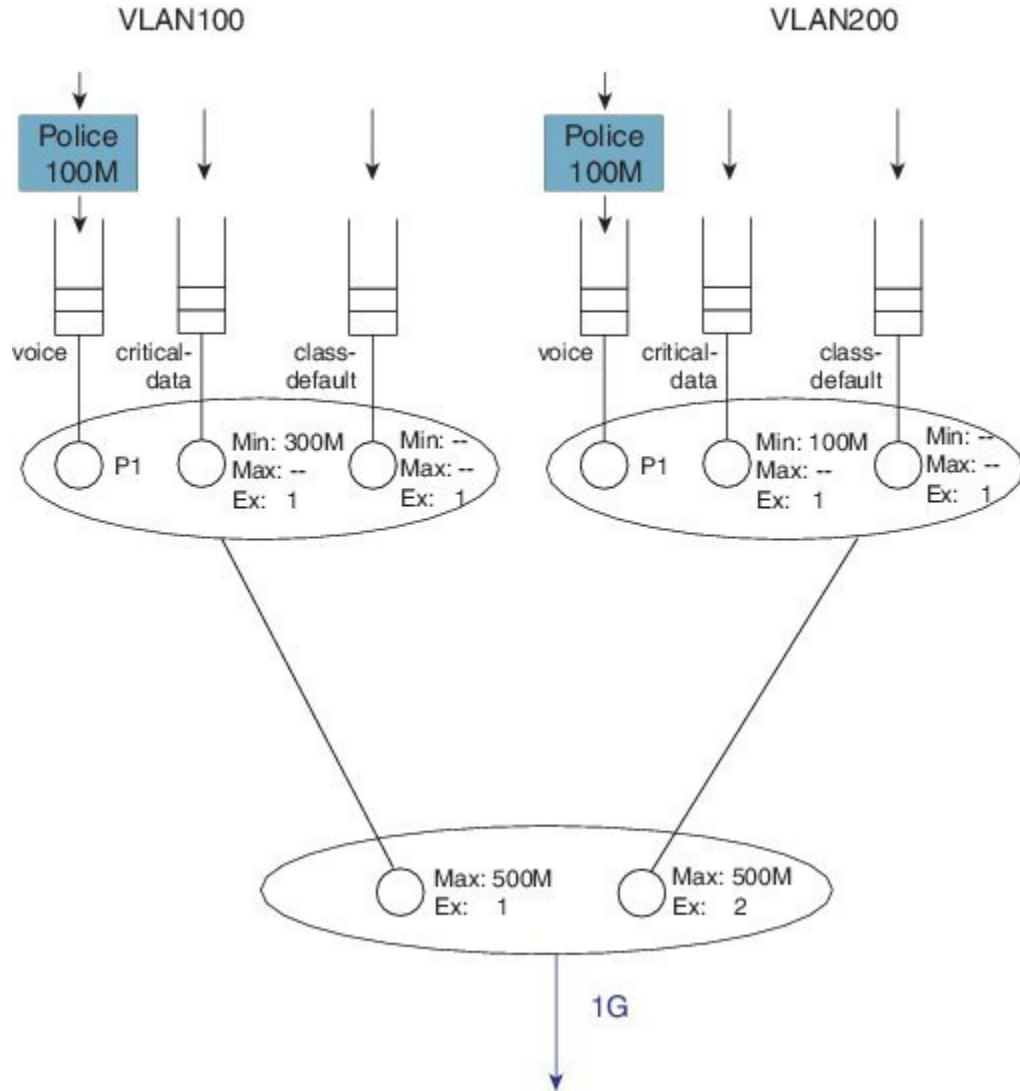 VLAN100
VLAN200
Police
100M
Police
100M
voice
critical-
data
class-
default
voice
critical-
data
class-
default
P1
Min: 300M
Max: --
Ex: 1
Min: --
Max: --
Ex: 1
P1
Min: 100M
Max: --
Ex: 1
Min: --
Max: --
Ex: 1
Max: 500M
Ex: 1
Max: 500M
Ex: 2
1G